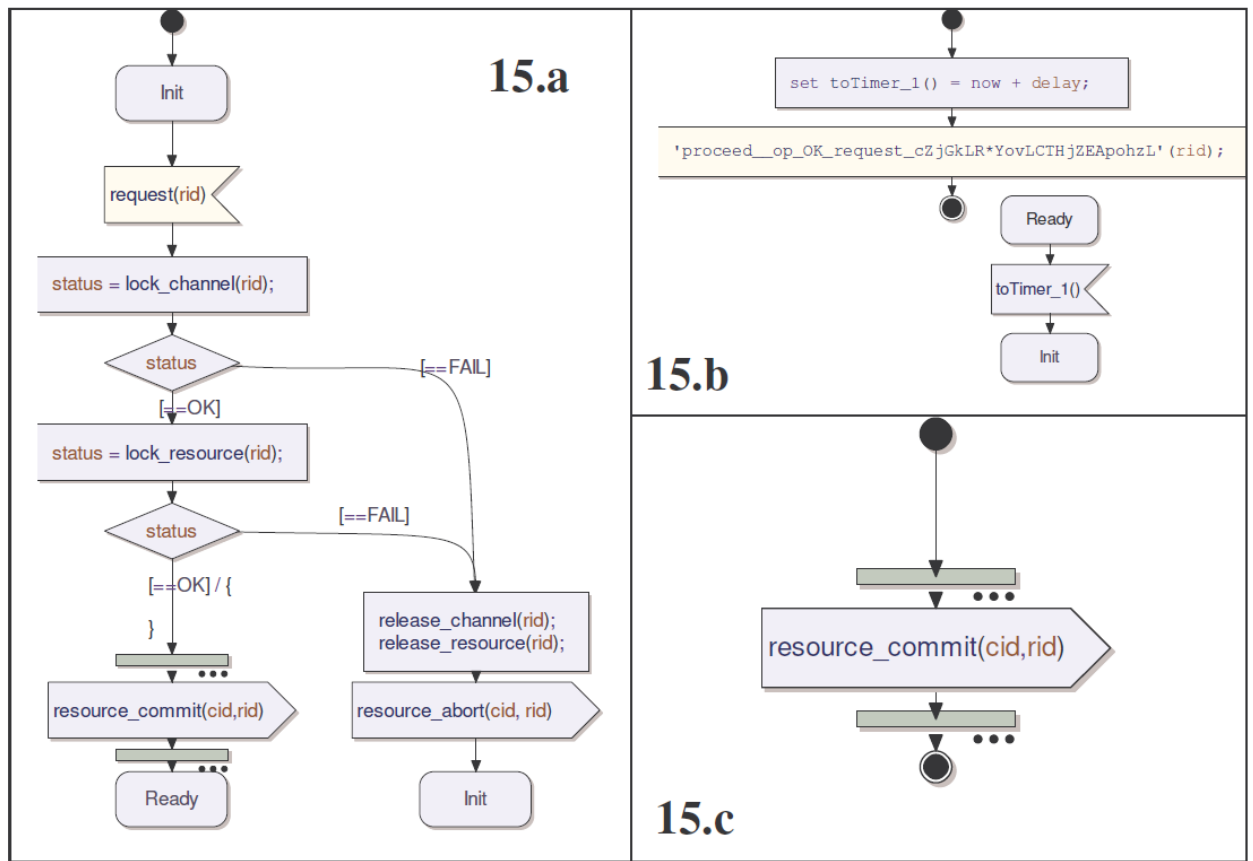 15.a
Init
request(rid)
status = lock_channel(rid);
status
[==FAIL]
[==OK]
status = lock_resource(rid);
status
[==FAIL]
[==OK] / {
}
release_channel(rid);
release_resource(rid);
resource_commit(cid,rid)
resource_abort(cid, rid)
Ready
Init
set toTimer_1() = now + delay;
'proceed__op_OK_request_cZjGkLR*YovLCTHjZEApohzL'(rid);
Ready
toTimer_1()
Init
15.b
resource_commit(cid,rid)
15.c